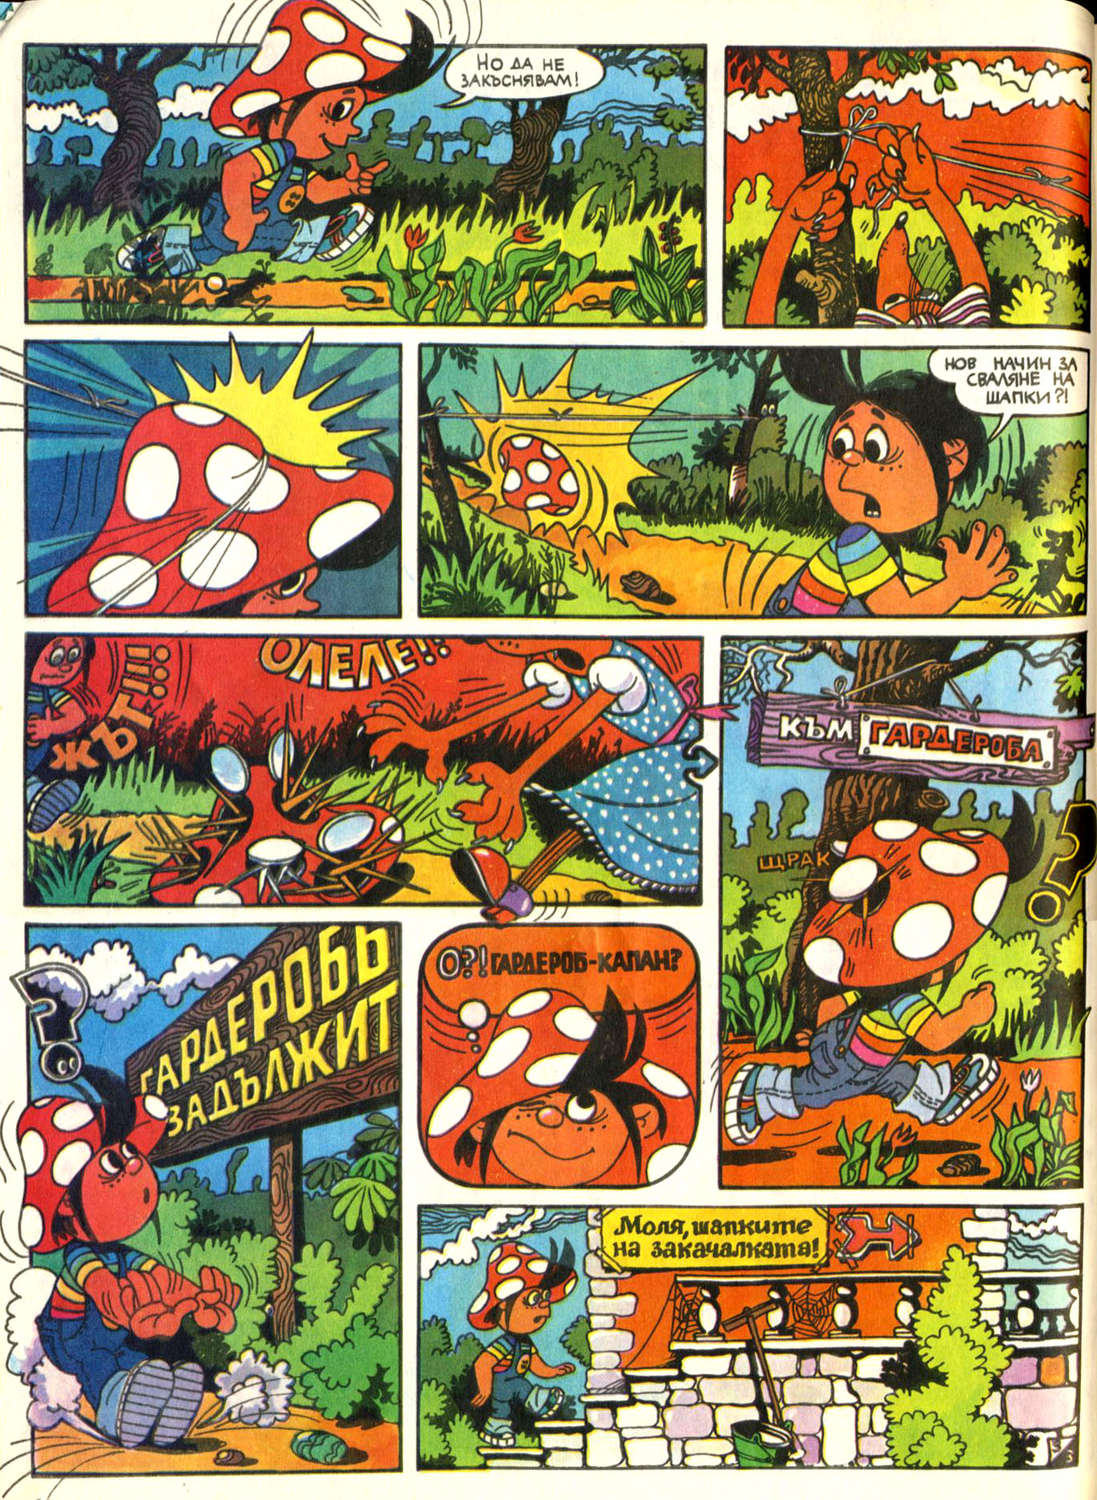 НО ДА НЕ
ЗАКЪСНЯВАМ!
НОВ НАЧИН ЗА
СВАЛЯНЕ НА
ШАПКИ?!
ЖЪТ!!!
ОЛЕЛЕ!!
КЪМ ГАРДЕРОБА
ЩРАК
?
?
ГАРДЕРОБЪ
ЗАДЪЛЖИТ
О?! ГАРДЕРОБ-КАПАН?
Моля, шапките
на закачалката!
3